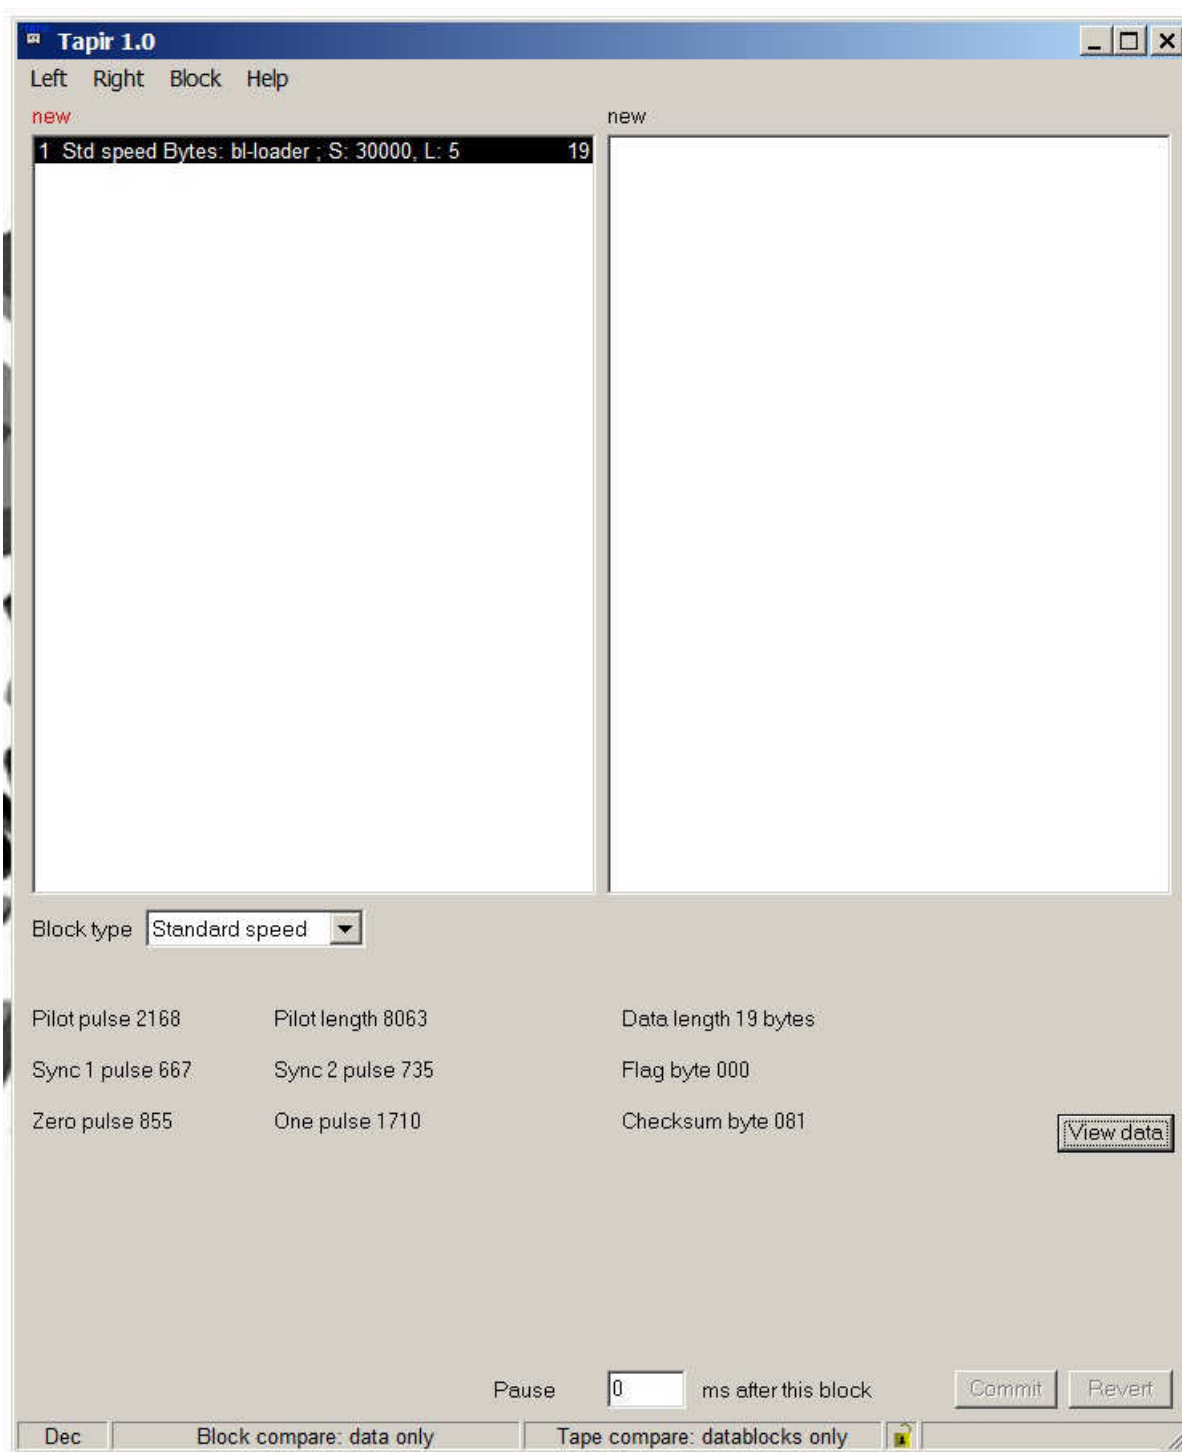 Tapir 1.0
Left Right Block Help
new new
1 Std speed Bytes: bl-loader ; S: 30000, L: 5 19
Block type Standard speed
Pilot pulse 2168 Pilot length 8063 Data length 19 bytes
Sync 1 pulse 667 Sync 2 pulse 735 Flag byte 000
Zero pulse 855 One pulse 1710 Checksum byte 081
View data
Pause 0 ms after this block Commit Revert
Dec Block compare: data only Tape compare: datablocks only